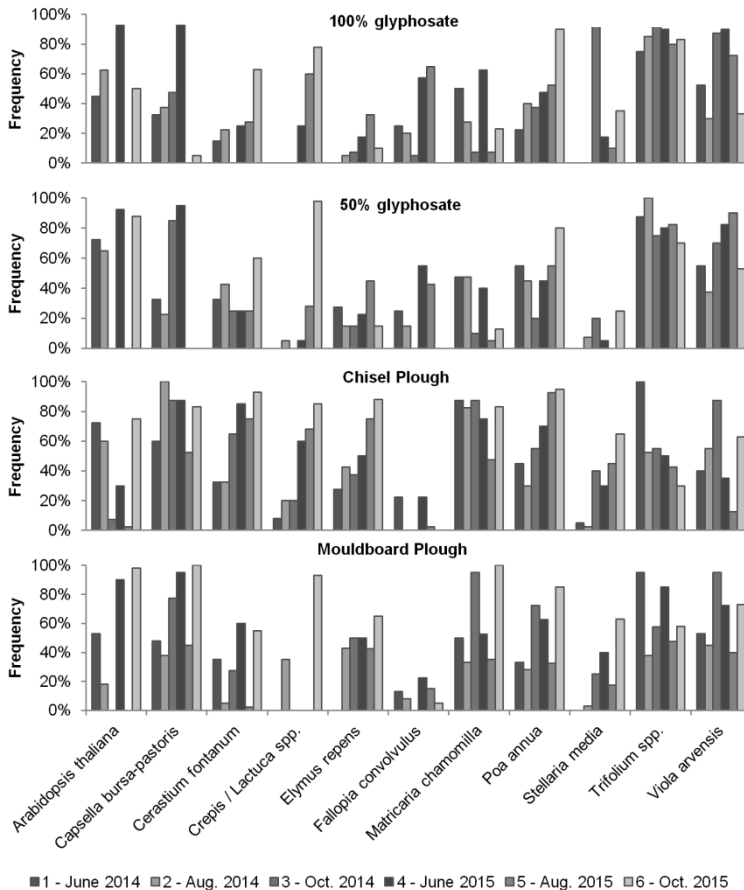 100% glyphosate
Frequency
80%
60%
40%
20%
0%
50% glyphosate
Frequency
80%
60%
40%
20%
0%
Chisel Plough
Frequency
100%
80%
60%
40%
20%
0%
Mouldboard Plough
Frequency
100%
80%
60%
40%
20%
0%
Arabidopsis thaliana
Capsella bursa-pastoris
Cerastium fontanum
Crepis / Lactuca spp.
Elymus repens
Fallopia convolvulus
Matricaria chamomilla
Poa annua
Stellaria media
Trifolium spp.
Viola arvensis
1 - June 2014 2 - Aug. 2014 3 - Oct. 2014 4 - June 2015 5 - Aug. 2015 6 - Oct. 2015